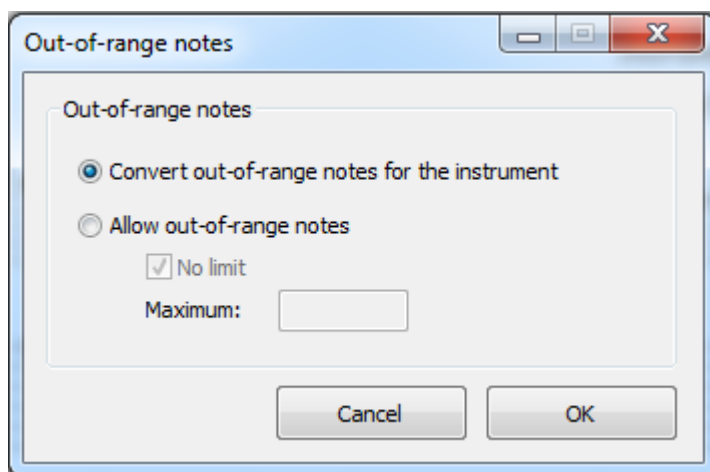 Out-of-range notes
Out-of-range notes
Convert out-of-range notes for the instrument
Allow out-of-range notes
No limit
Maximum:
Cancel OK